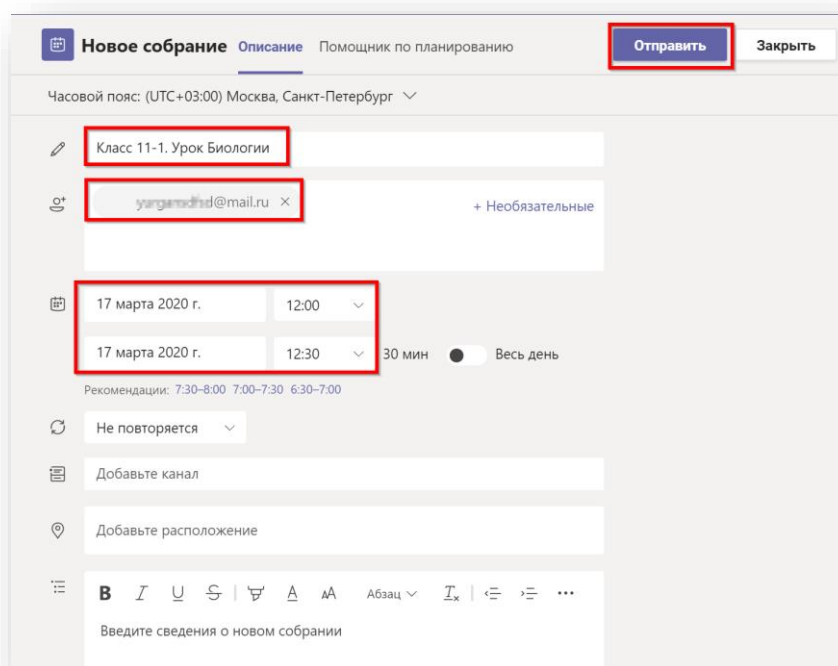 Новое собрание Описание Помощник по планированию Отправить Закрыть
Часовой пояс: (UTC+03:00) Москва, Санкт-Петербург
Класс 11-1. Урок Биологии
@mail.ru × + Необязательные
17 марта 2020 г. 12:00
17 марта 2020 г. 12:30 30 мин Весь день
Рекомендации: 7:30–8:00 7:00–7:30 6:30–7:00
Не повторяется
Добавьте канал
Добавьте расположение
B I U S A AA Абзац Tx ...
Введите сведения о новом собрании